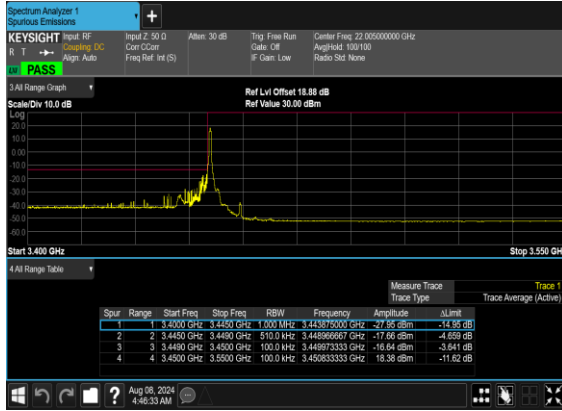 Spectrum Analyzer 1
Spurious Emissions
+
KEYSIGHT Input: RF Input Z: 50 Ω Atten: 30 dB Trig: Free Run Center Freq: 22.005000000 GHz
R T Coupling: DC Corr CCorr Gate: Off Avg|Hold: 100/100
Align: Auto Freq Ref: Int (S) IF Gain: Low Radio Std: None
PASS
3 All Range Graph
Ref Lvl Offset 18.88 dB
Scale/Div 10.0 dB Ref Value 30.00 dBm
Log
20.0
10.0
0.00
-10.0
-20.0
-30.0
-40.0
-50.0
-60.0
Start 3.400 GHz Stop 3.550 GH
4 All Range Table
Measure Trace Trace 1
Trace Type Trace Average (Active)
Spur Range Start Freq Stop Freq RBW Frequency Amplitude ΔLimit
1 1 3.4000 GHz 3.4450 GHz 1.000 MHz 3.443875000 GHz -27.95 dBm -14.95 dB
2 2 3.4450 GHz 3.4490 GHz 510.0 kHz 3.448966667 GHz -17.66 dBm -4.659 dB
3 3 3.4490 GHz 3.4500 GHz 100.0 kHz 3.449973333 GHz -16.64 dBm -3.641 dB
4 4 3.4500 GHz 3.5500 GHz 100.0 kHz 3.450833333 GHz 18.38 dBm -11.62 dB
? Aug 08, 2024
4:46:33 AM